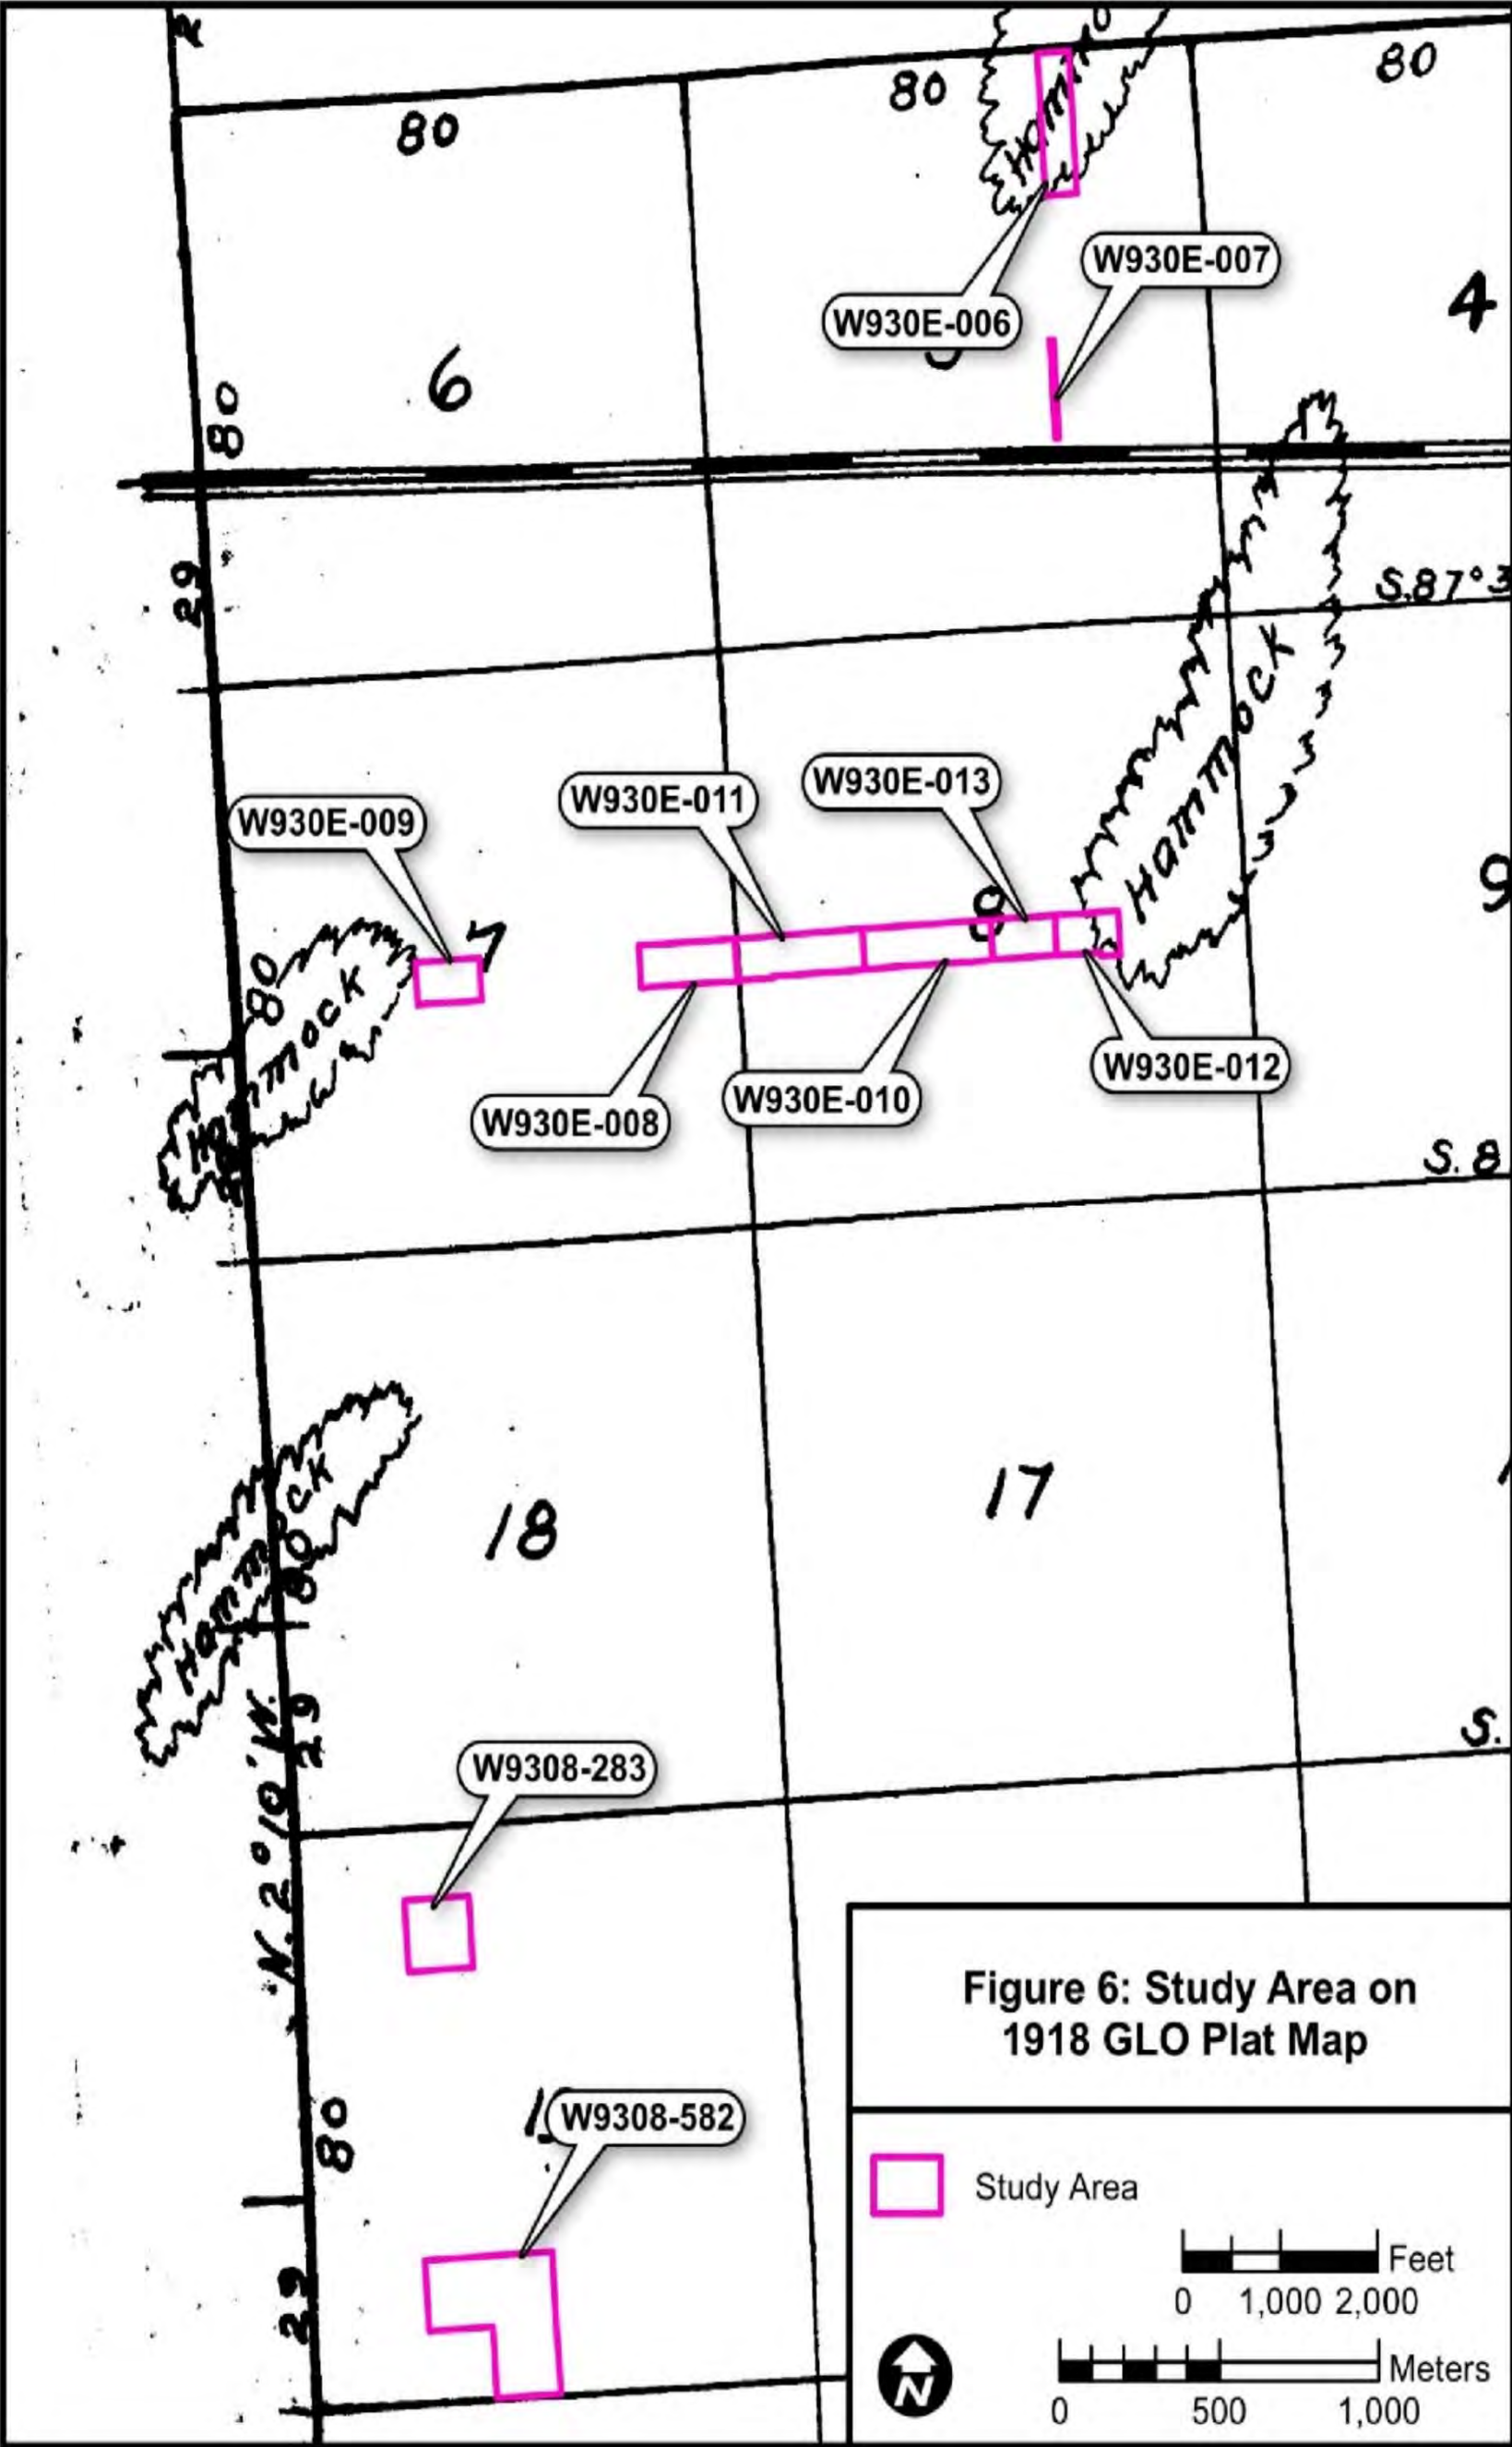 80
80
80
Hammo
W930E-007
W930E-006
4
6
80
29
S.87°3
Hammock
W930E-013
W930E-011
W930E-009
8
9
7
80
Hammock
W930E-012
W930E-010
W930E-008
S. 8
Hammock
80
17
18
29
N. 2° 10' W.
S.
W9308-283
W9308-582
80
29
Figure 6: Study Area on
1918 GLO Plat Map
Study Area
Feet
0 1,000 2,000
N
Meters
0 500 1,000